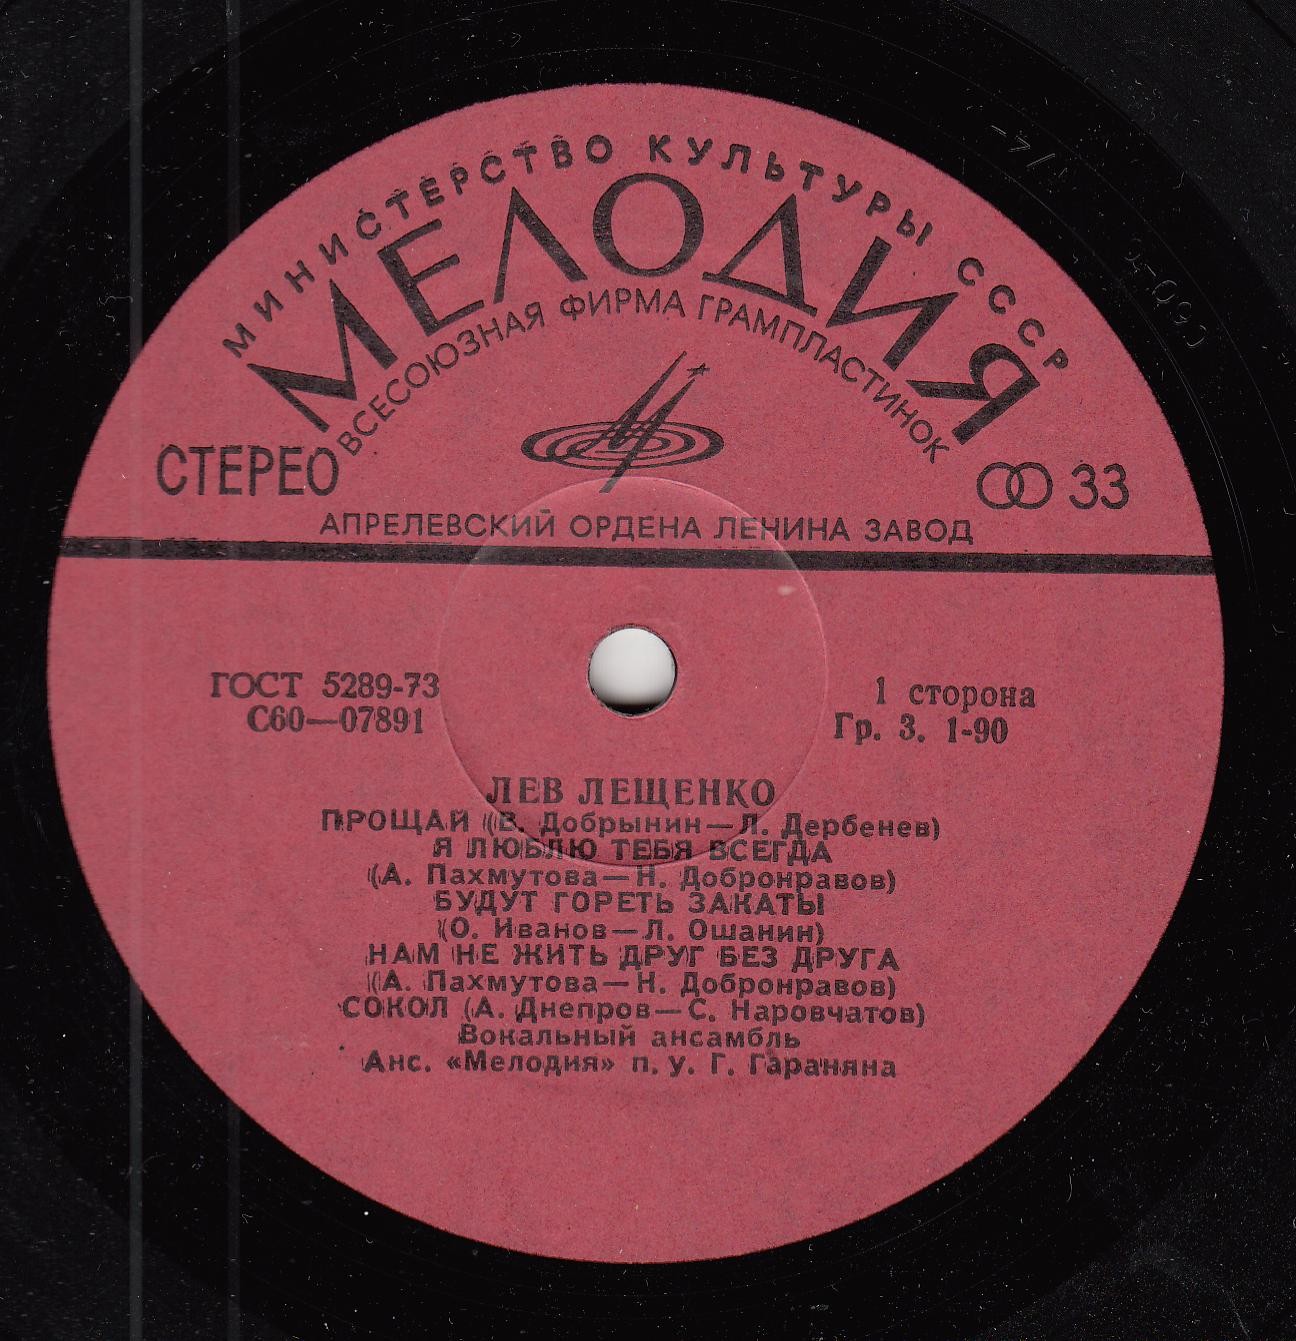 МИНИСТЕРСТВО КУЛЬТУРЫ СССР
МЕЛОДИЯ
ВСЕСОЮЗНАЯ ФИРМА ГРАМПЛАСТИНОК
СТЕРЕО
33
АПРЕЛЕВСКИЙ ОРДЕНА ЛЕНИНА ЗАВОД
ГОСТ 5289-73
С60—07891
1 сторона
Гр. 3. 1-90
ЛЕВ ЛЕЩЕНКО
ПРОЩАЙ (В. Добрынин—Л. Дербенев)
Я ЛЮБЛЮ ТЕБЯ ВСЕГДА
(А. Пахмутова—Н. Добронравов)
БУДУТ ГОРЕТЬ ЗАКАТЫ
(О. Иванов—Л. Ошанин)
НАМ НЕ ЖИТЬ ДРУГ БЕЗ ДРУГА
(А. Пахмутова—Н. Добронравов)
СОКОЛ (А. Днепров—С. Наровчатов)
Вокальный ансамбль
Анс. «Мелодия» п. у. Г. Гараняна